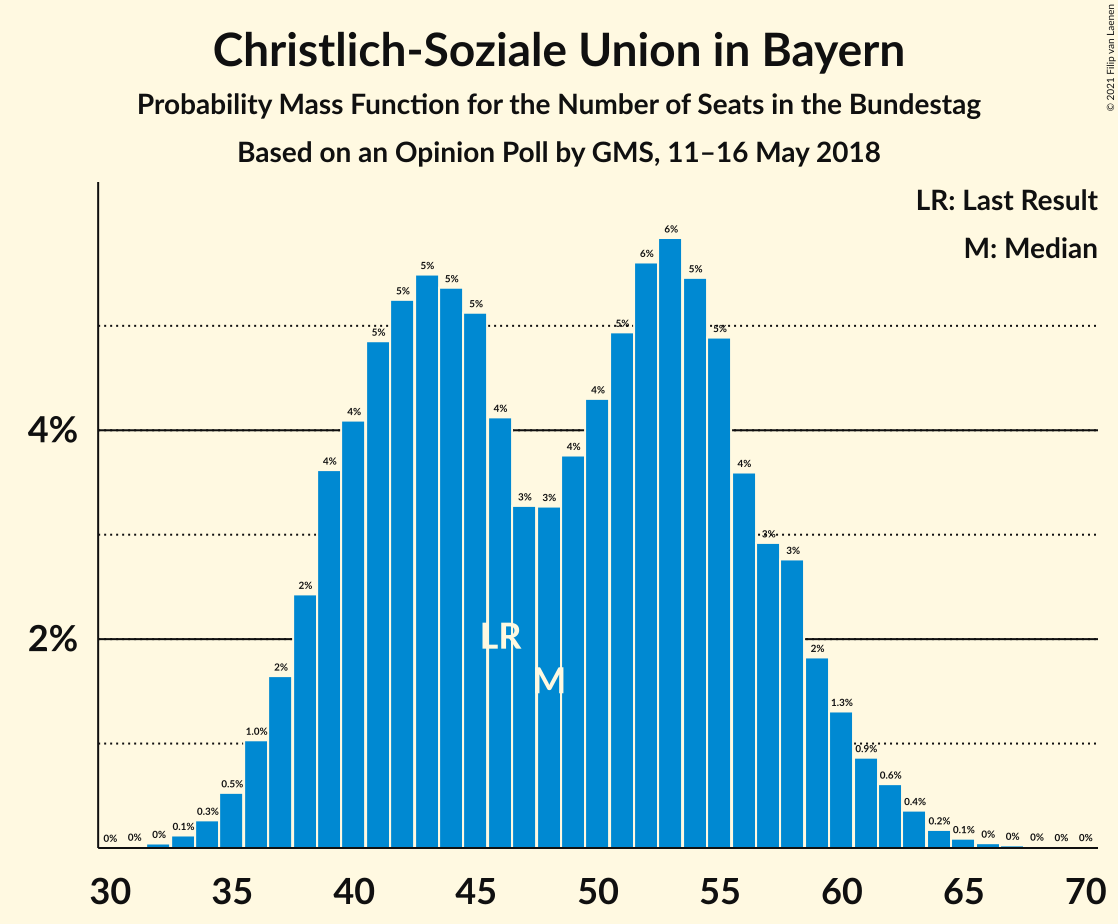 Christlich-Soziale Union in Bayern
Probability Mass Function for the Number of Seats in the Bundestag
Based on an Opinion Poll by GMS, 11–16 May 2018
© 2021 Filip van Laenen
LR: Last Result
M: Median
4%
2%
0% 0% 0% 0.1% 0.3% 0.5% 1.0% 2% 2% 4% 4% 5% 5% 5% 5% 5% 4% 3% 3% 4% 4% 5% 6% 6% 5% 5% 4% 3% 3% 2% 1.3% 0.9% 0.6% 0.4% 0.2% 0.1% 0% 0% 0% 0% 0%
LR
M
30 35 40 45 50 55 60 65 70